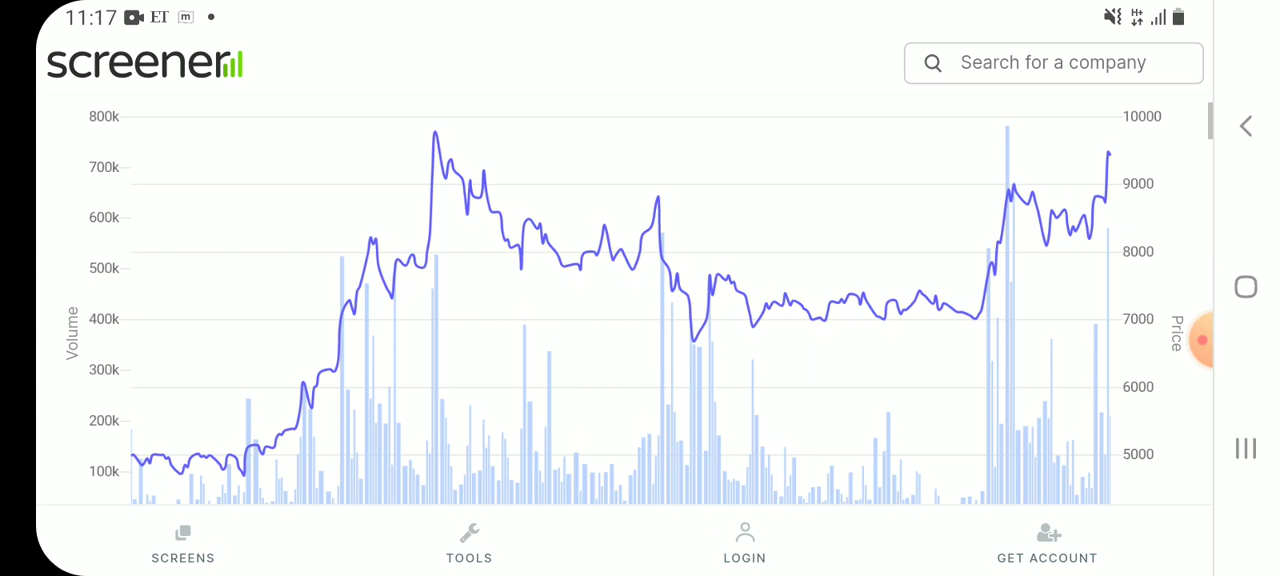 11:17 ET m
screener
Search for a company
800k
700k
600k
500k
400k
300k
200k
100k
Volume
10000
9000
8000
7000
6000
5000
Price
SCREENS
TOOLS
LOGIN
GET ACCOUNT